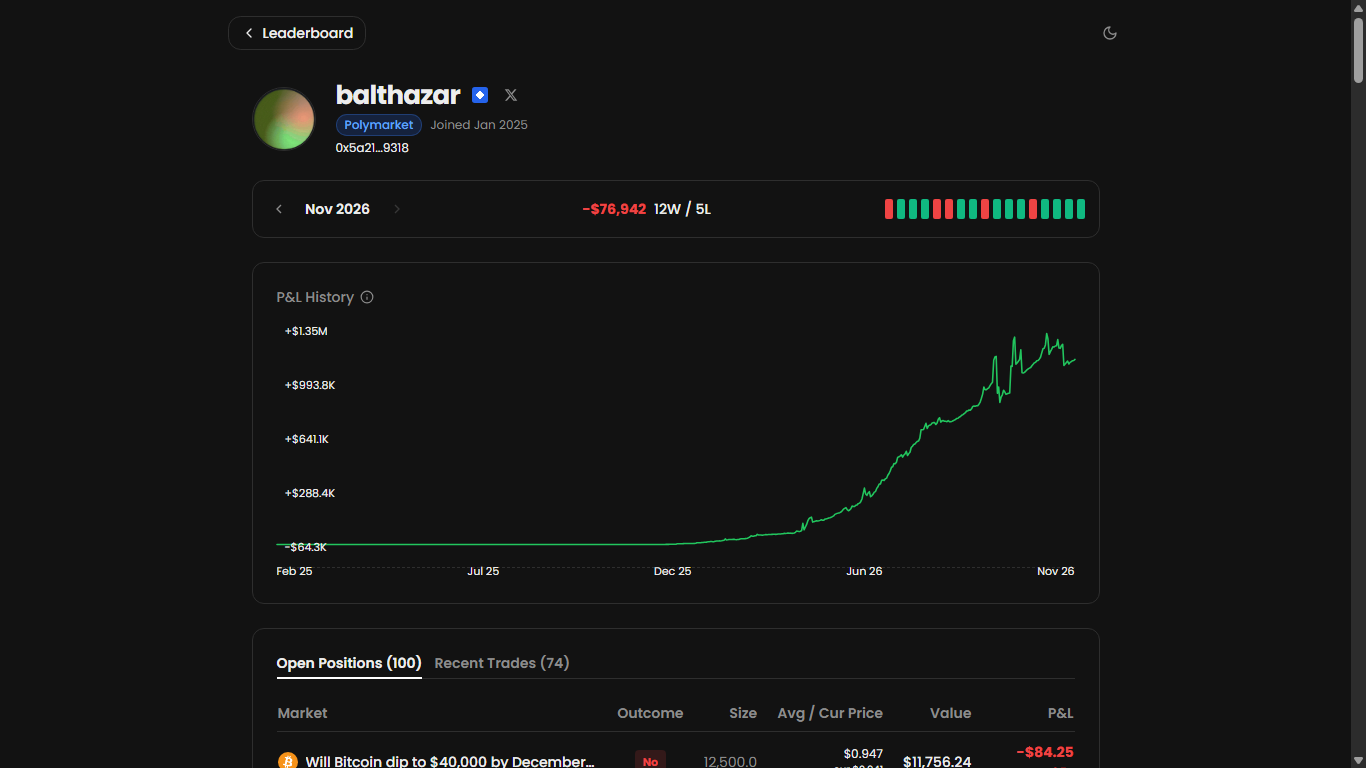 Leaderboard
balthazar
Polymarket Joined Jan 2025
0x5a21...9318
Nov 2026 -$76,942 12W / 5L
P&L History
+$1.35M
+$993.8K
+$641.1K
+$288.4K
-$64.3K
Feb 25 Jul 25 Dec 25 Jun 26 Nov 26
Open Positions (100) Recent Trades (74)
Market Outcome Size Avg / Cur Price Value P&L
Will Bitcoin dip to $40,000 by December... No 12,500.0 $0.947 $11,756.24 -$84.25